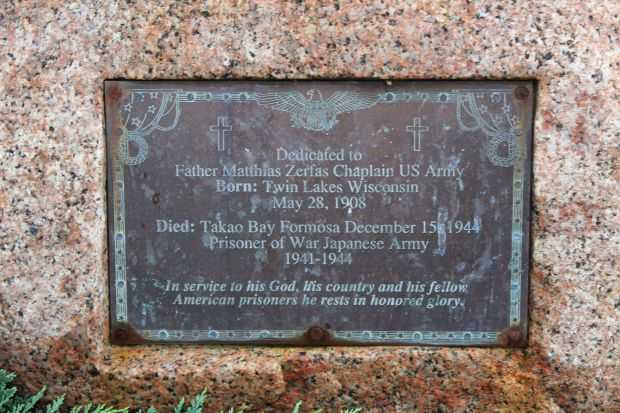 Dedicated to
Father Matthias Zerfas Chaplain US Army
Born: Twin Lakes Wisconsin
May 28, 1908
Died: Takao Bay Formosa December 15, 1944
Prisoner of War Japanese Army
1941-1944
In service to his God, his country and his fellow
American prisoners he rests in honored glory.